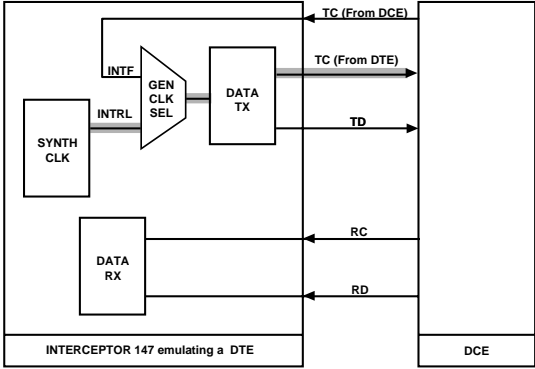 TC (From DCE)
INTF
GEN
CLK
SEL
DATA
TX
TC (From DTE)
INTRL
TD
SYNTH
CLK
RC
DATA
RX
RD
INTERCEPTOR 147 emulating a DTE
DCE